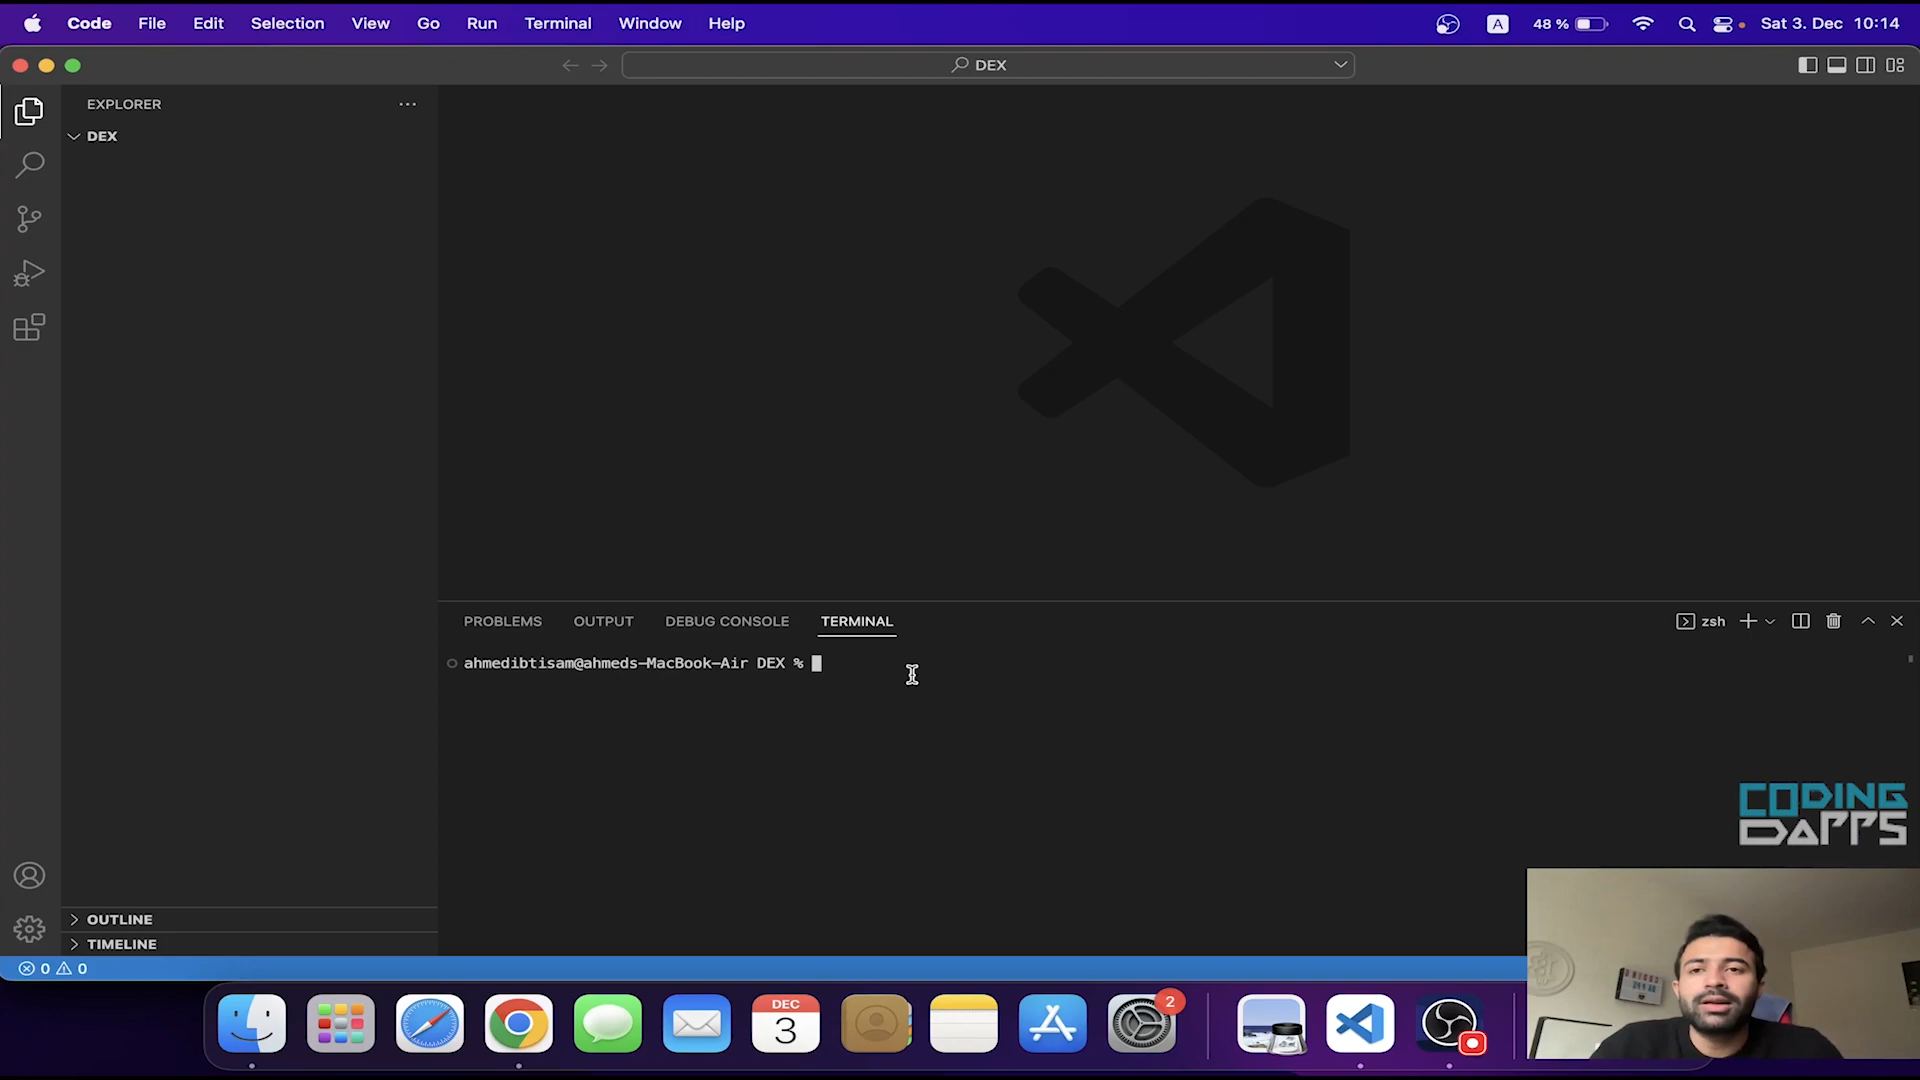 Code File Edit Selection View Go Run Terminal Window Help
A 48 % Sat 3. Dec 10:14
DEX
EXPLORER
DEX
PROBLEMS OUTPUT DEBUG CONSOLE TERMINAL
zsh
ahmedibtisam@ahmeds-MacBook-Air DEX %
CODING
DAPPS
OUTLINE
TIMELINE
0 0
DEC
3
2